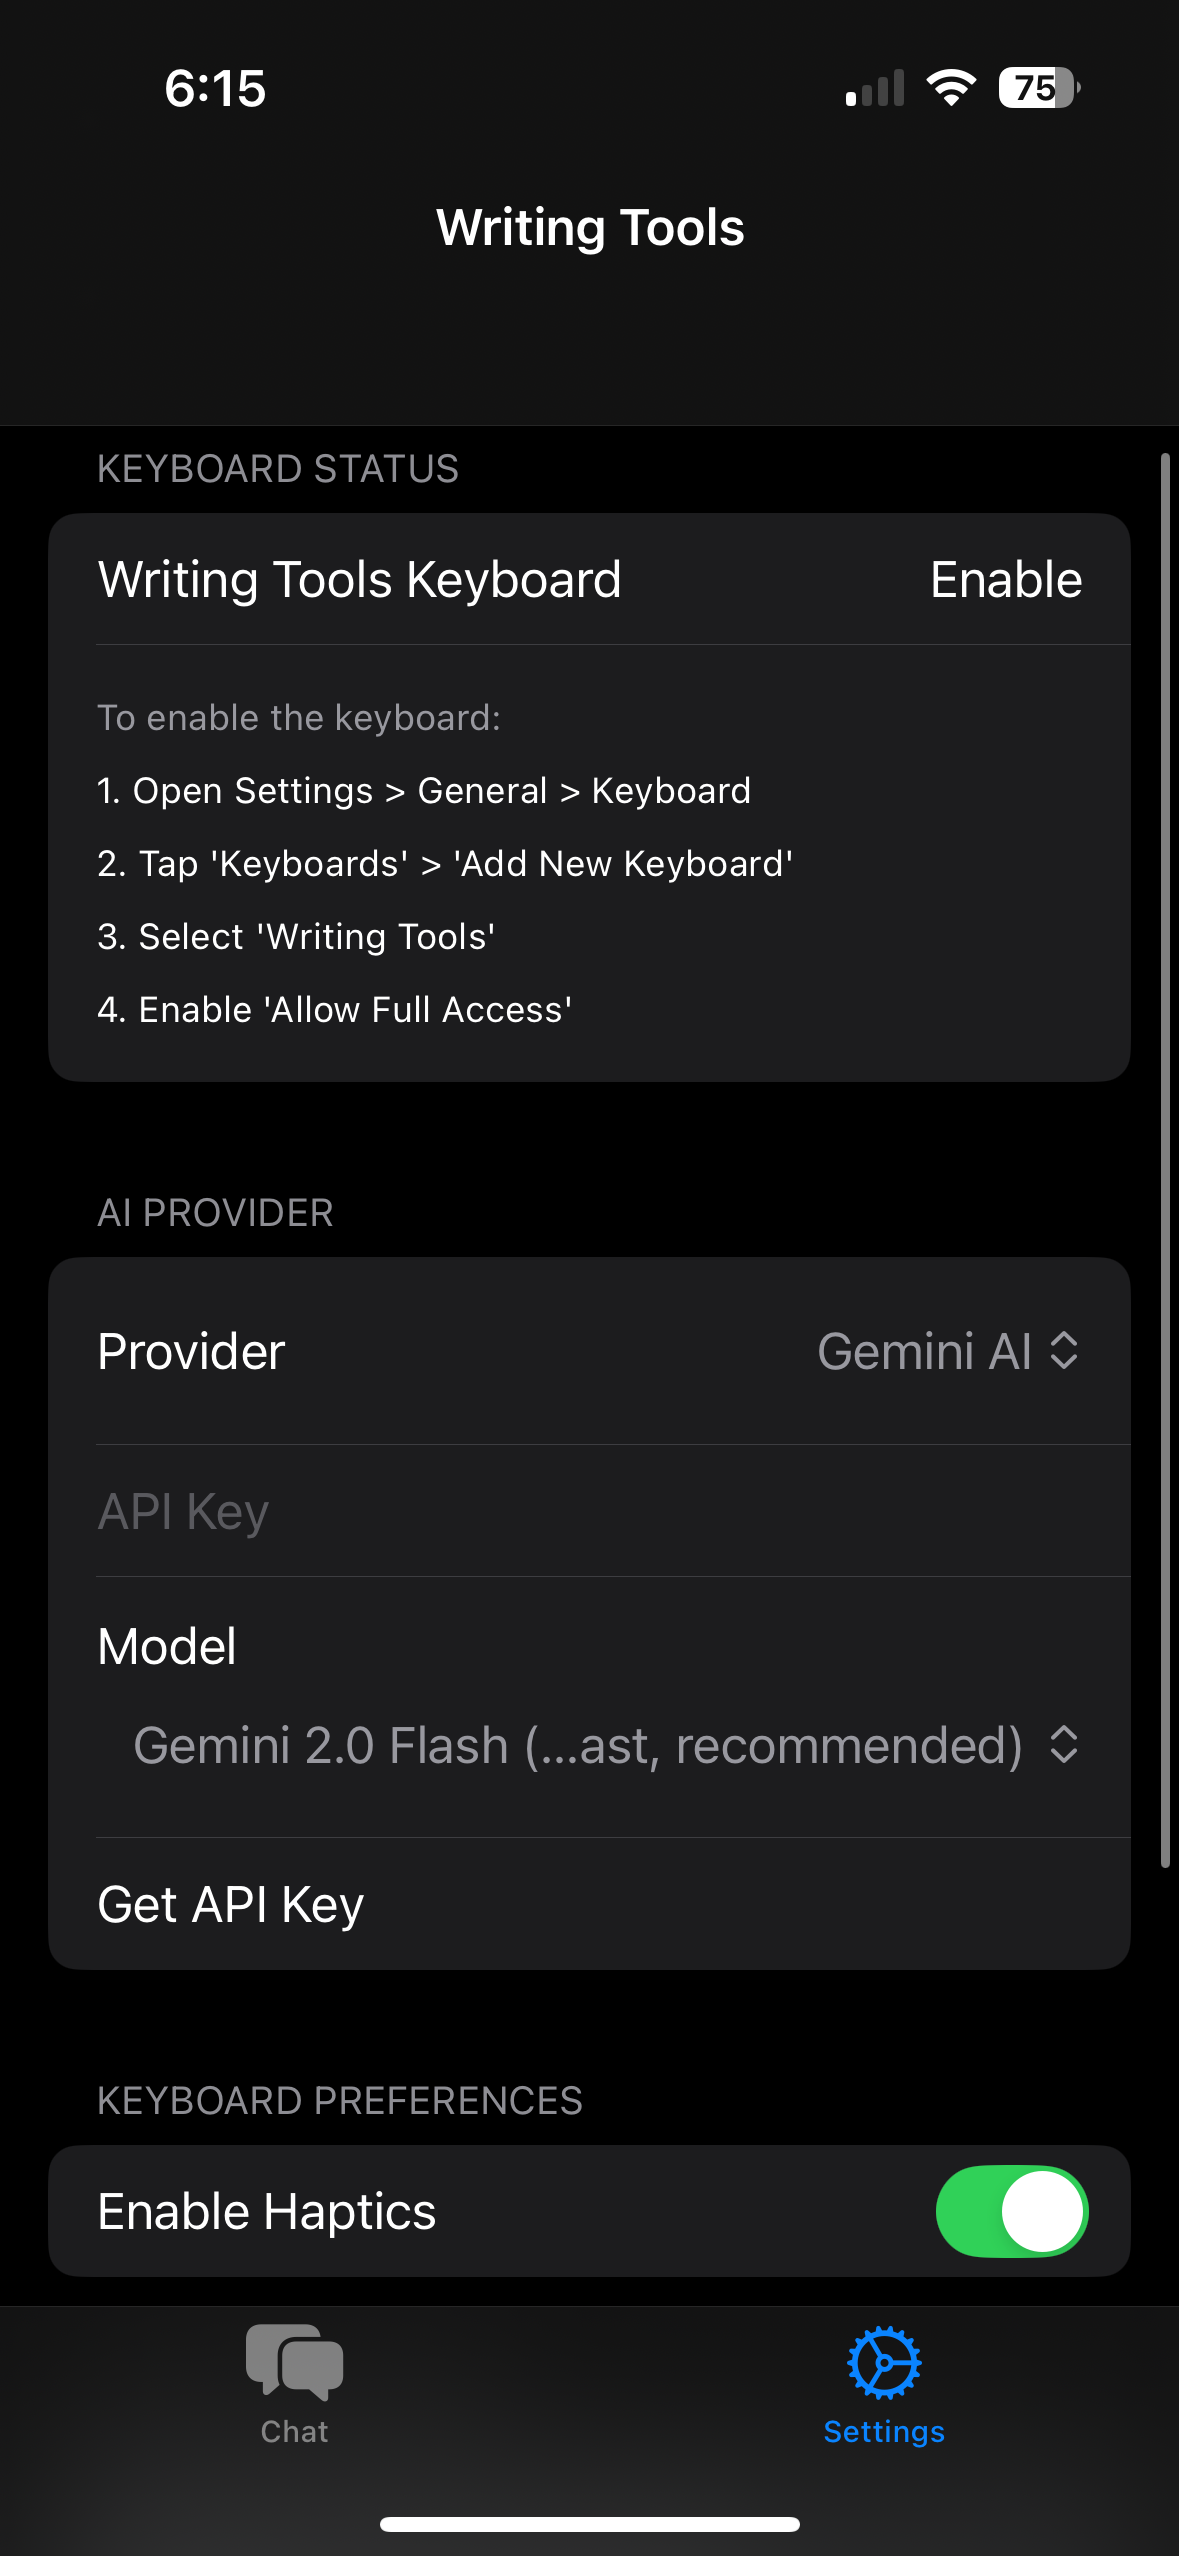 6:15
75
Writing Tools
KEYBOARD STATUS
Writing Tools Keyboard
Enable
To enable the keyboard:
1. Open Settings > General > Keyboard
2. Tap 'Keyboards' > 'Add New Keyboard'
3. Select 'Writing Tools'
4. Enable 'Allow Full Access'
AI PROVIDER
Provider
Gemini AI
API Key
Model
Gemini 2.0 Flash (...ast, recommended)
Get API Key
KEYBOARD PREFERENCES
Enable Haptics
Chat
Settings